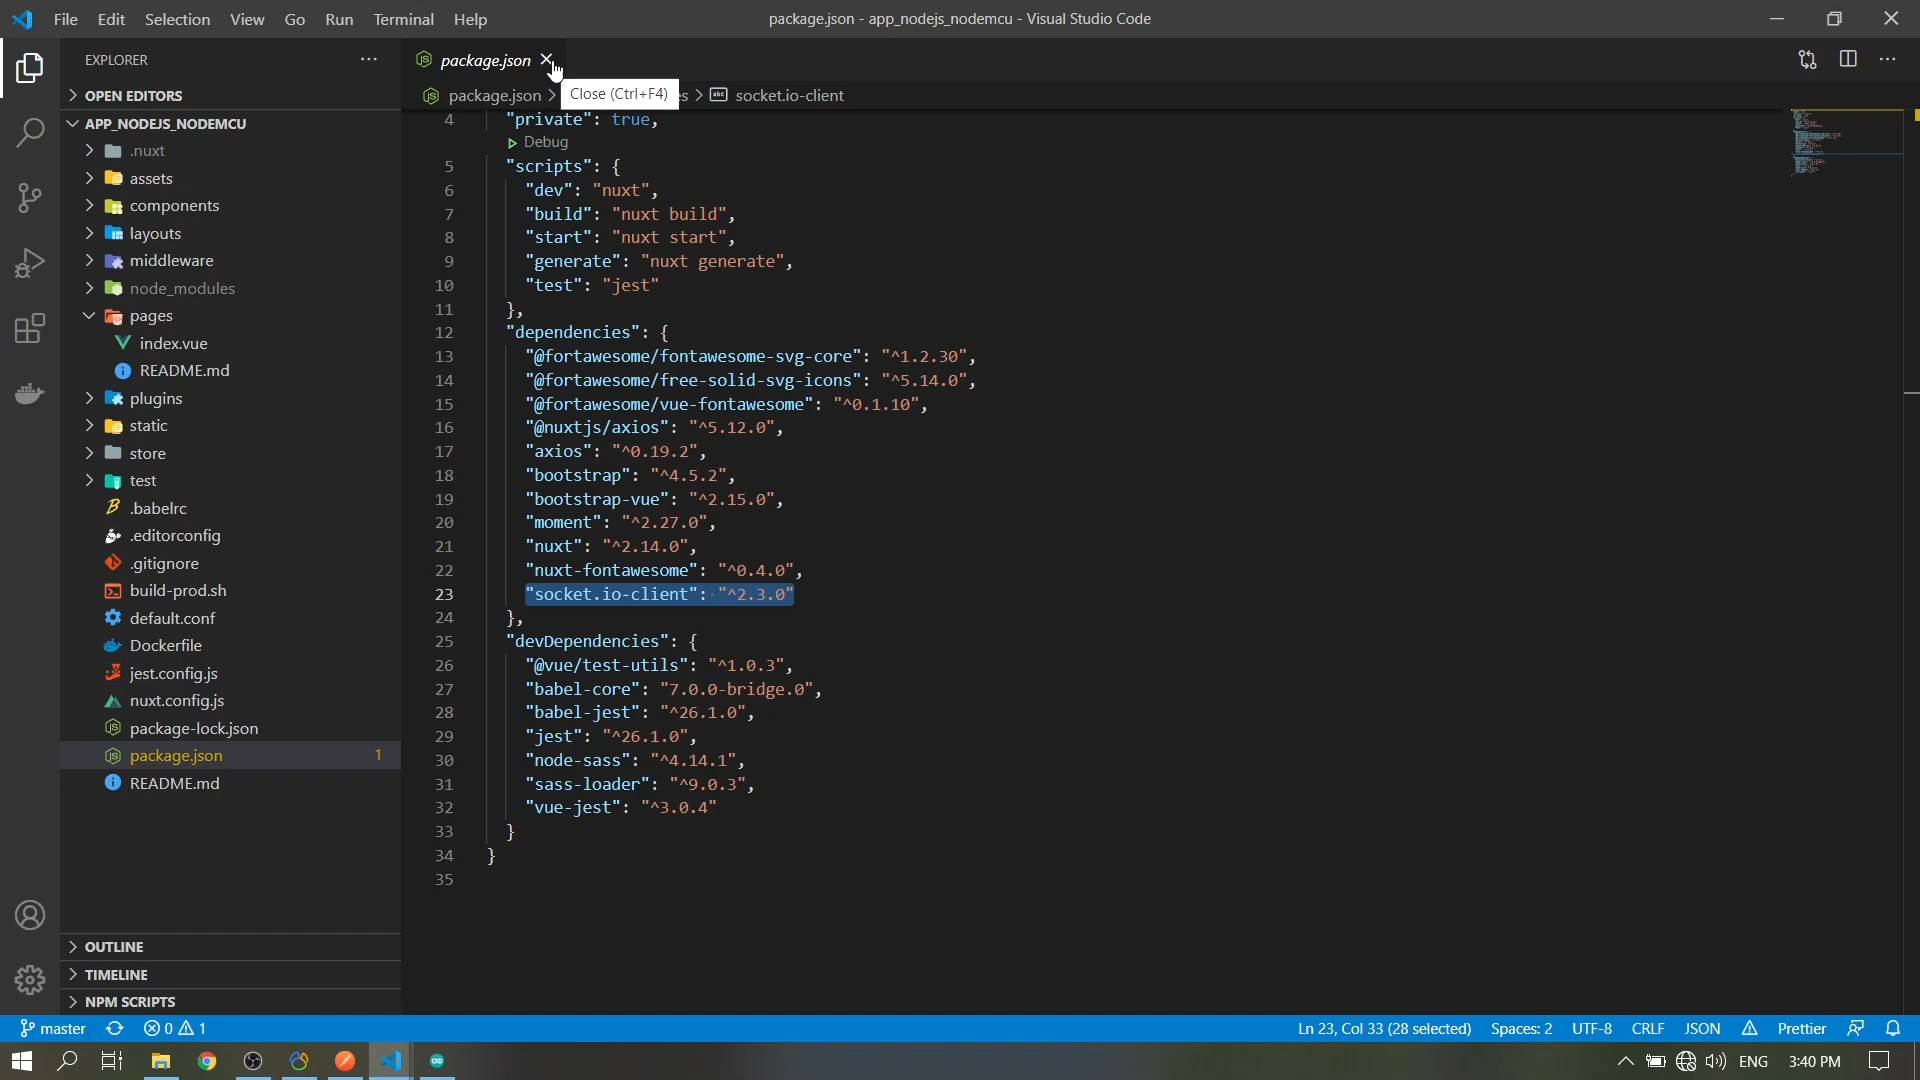 File Edit Selection View Go Run Terminal Help
package.json - app_nodejs_nodemcu - Visual Studio Code
EXPLORER
OPEN EDITORS
APP_NODEJS_NODEMCU
.nuxt
assets
components
layouts
middleware
node_modules
pages
index.vue
README.md
plugins
static
store
test
.babelrc
.editorconfig
.gitignore
build-prod.sh
default.conf
Dockerfile
jest.config.js
nuxt.config.js
package-lock.json
package.json 1
README.md
OUTLINE
TIMELINE
NPM SCRIPTS
package.json
Close (Ctrl+F4)
package.json > s > socket.io-client
4 "private": true,
Debug
5 "scripts": {
6 "dev": "nuxt",
7 "build": "nuxt build",
8 "start": "nuxt start",
9 "generate": "nuxt generate",
10 "test": "jest"
11 },
12 "dependencies": {
13 "@fortawesome/fontawesome-svg-core": "^1.2.30",
14 "@fortawesome/free-solid-svg-icons": "^5.14.0",
15 "@fortawesome/vue-fontawesome": "^0.1.10",
16 "@nuxtjs/axios": "^5.12.0",
17 "axios": "^0.19.2",
18 "bootstrap": "^4.5.2",
19 "bootstrap-vue": "^2.15.0",
20 "moment": "^2.27.0",
21 "nuxt": "^2.14.0",
22 "nuxt-fontawesome": "^0.4.0",
23 "socket.io-client": "^2.3.0"
24 },
25 "devDependencies": {
26 "@vue/test-utils": "^1.0.3",
27 "babel-core": "7.0.0-bridge.0",
28 "babel-jest": "^26.1.0",
29 "jest": "^26.1.0",
30 "node-sass": "^4.14.1",
31 "sass-loader": "^9.0.3",
32 "vue-jest": "^3.0.4"
33 }
34 }
35
master 0 1
Ln 23, Col 33 (28 selected) Spaces: 2 UTF-8 CRLF JSON Prettier
ENG 3:40 PM